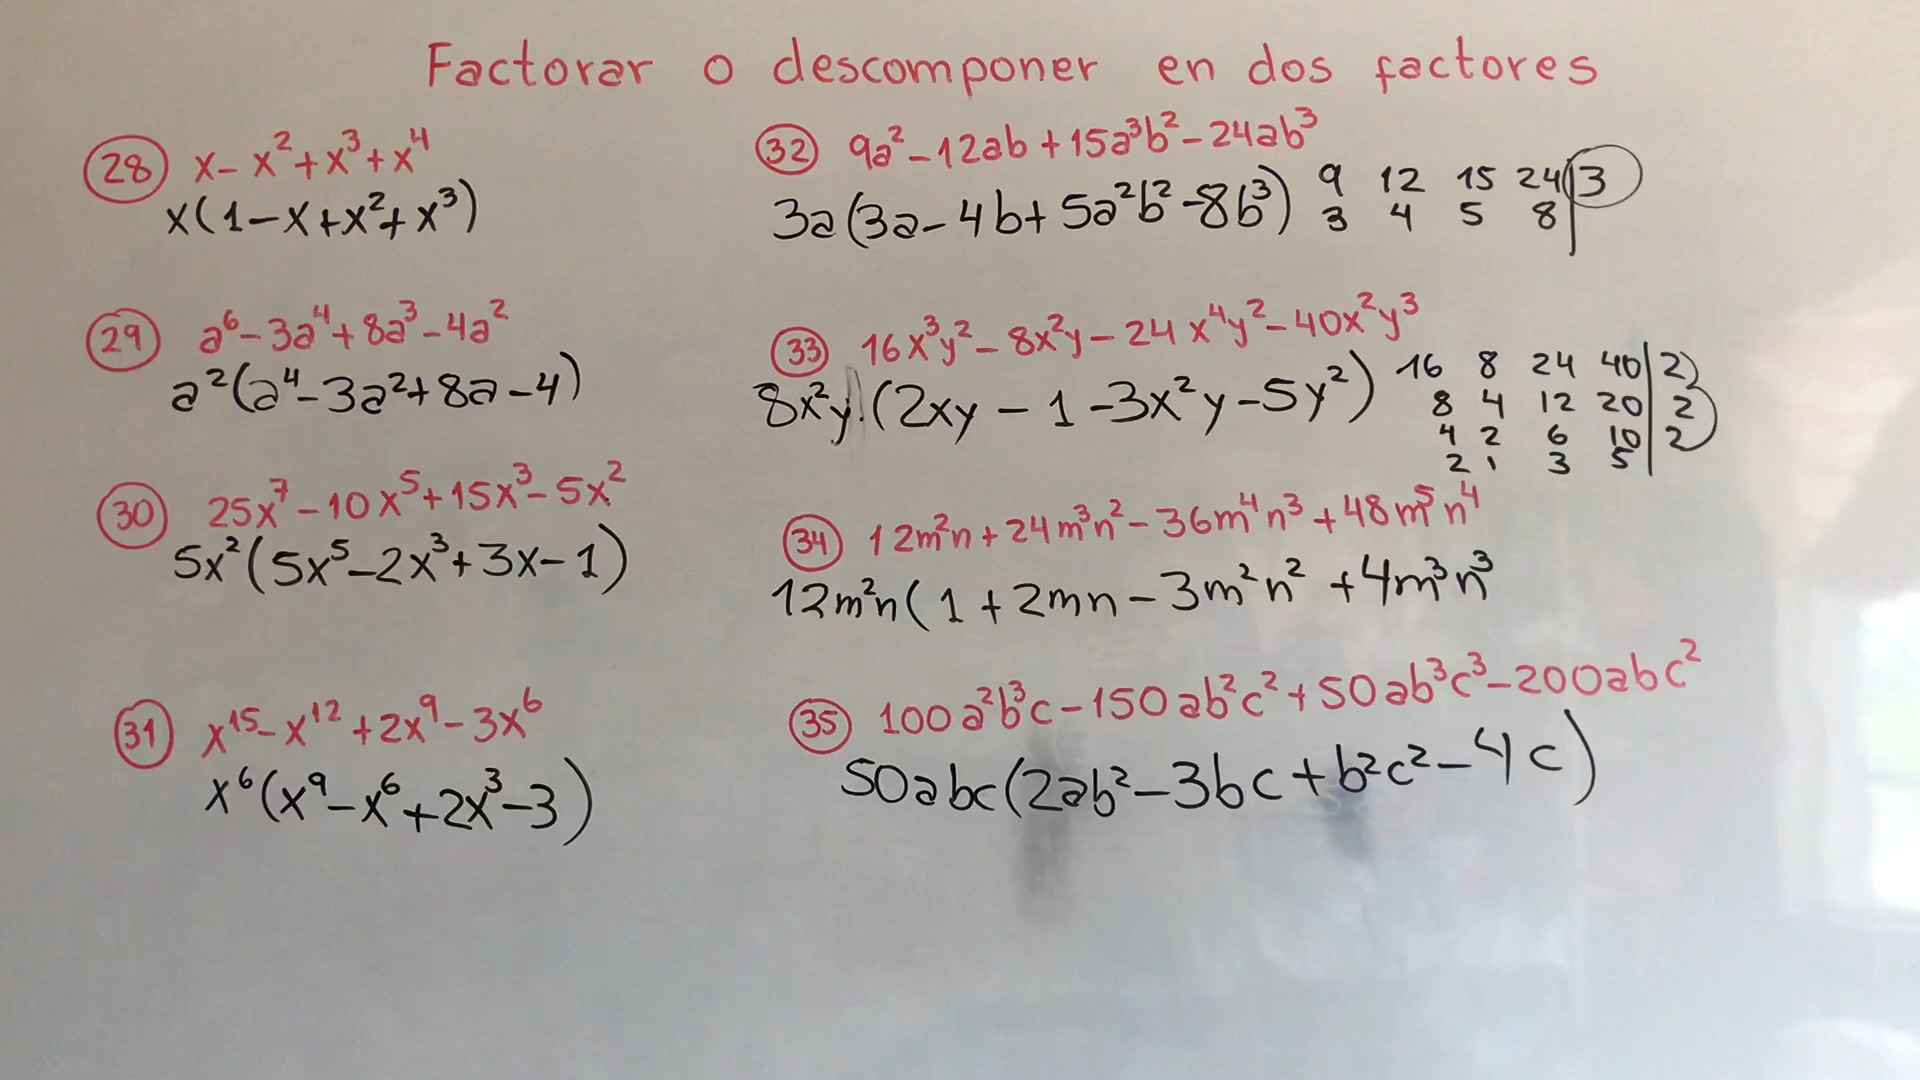 Factorar o descomponer en dos factores
28 x - x² + x³ + x⁴
x(1 - x + x² + x³)
29 a⁶ - 3a⁴ + 8a³ - 4a²
a²(a⁴ - 3a² + 8a - 4)
30 25x⁷ - 10x⁵ + 15x³ - 5x²
5x²(5x⁵ - 2x³ + 3x - 1)
31 x¹⁵ - x¹² + 2x⁹ - 3x⁶
x⁶(x⁹ - x⁶ + 2x³ - 3)
32 9a² - 12ab + 15a³b² - 24ab³
3a(3a - 4b + 5a²b² - 8b³)
9 12 15 24 | 3
3 4 5 8 |
33 16x³y² - 8x²y - 24x⁴y² - 40x²y³
8x²y(2xy - 1 - 3x²y - 5y²)
16 8 24 40 | 2
8 4 12 20 | 2
4 2 6 10 | 2
2 1 3 5 |
34 12m²n + 24m³n² - 36m⁴n³ + 48m⁵n⁴
12m²n(1 + 2mn - 3m²n² + 4m³n³
35 100a²b³c - 150ab²c² + 50ab³c³ - 200abc²
50abc(2ab² - 3bc + b²c² - 4c)